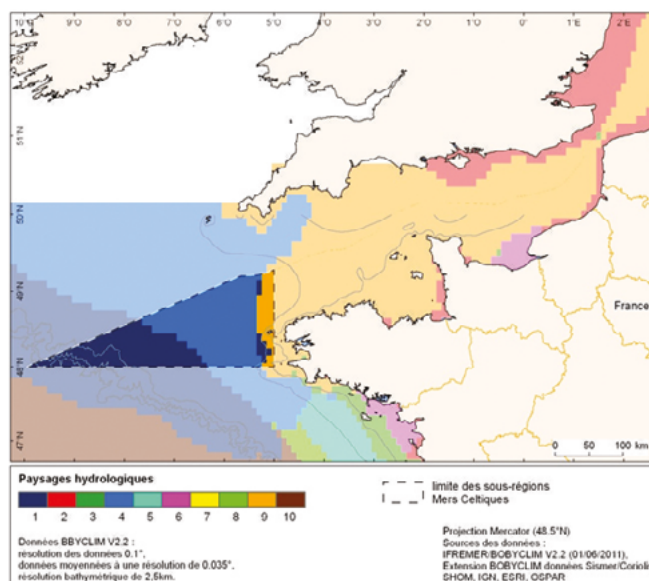 10°W 9°W 8°W 7°W 6°W 5°W 4°W 3°W 2°W 1°W 0° 1°E 2°E
52°N
51°N
50°N
49°N
France
48°N
47°N
0 50 100 km
Paysages hydrologiques
1 2 3 4 5 6 7 8 9 10
limite des sous-régions
Mers Celtiques
Données BBYCLIM V2.2 :
résolution des données 0.1°,
données moyennées à une résolution de 0.035°,
résolution bathymétrique de 2,5km.
Projection Mercator (48.5°N)
Sources des données :
IFREMER/BOBYCLIM V2.2 (01/06/2011),
Extension BOBYCLIM données Sismer/Coriolis
SHOM, IGN, ESRI, OSPAR